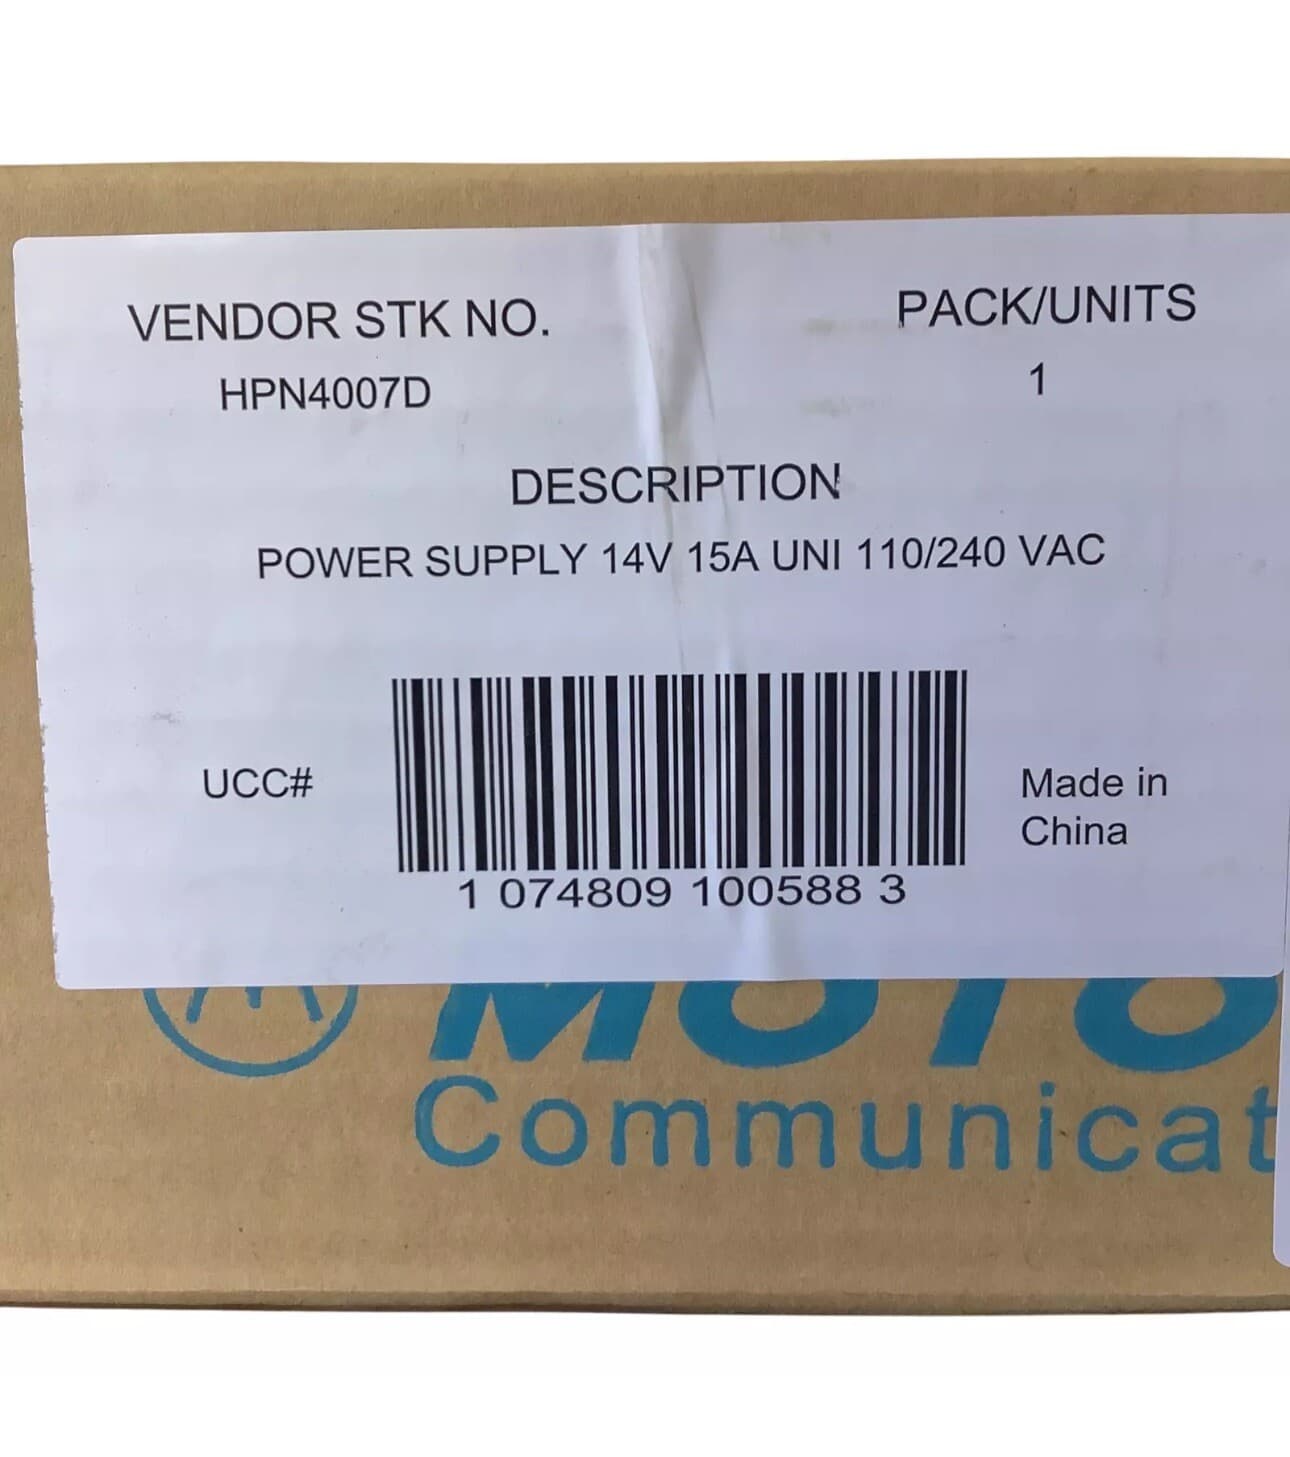 VENDOR STK NO.
PACK/UNITS
HPN4007D
1
DESCRIPTION
POWER SUPPLY 14V 15A UNI 110/240 VAC
UCC#
Made in
China
1 074809 100588 3
MOTO
Communicat